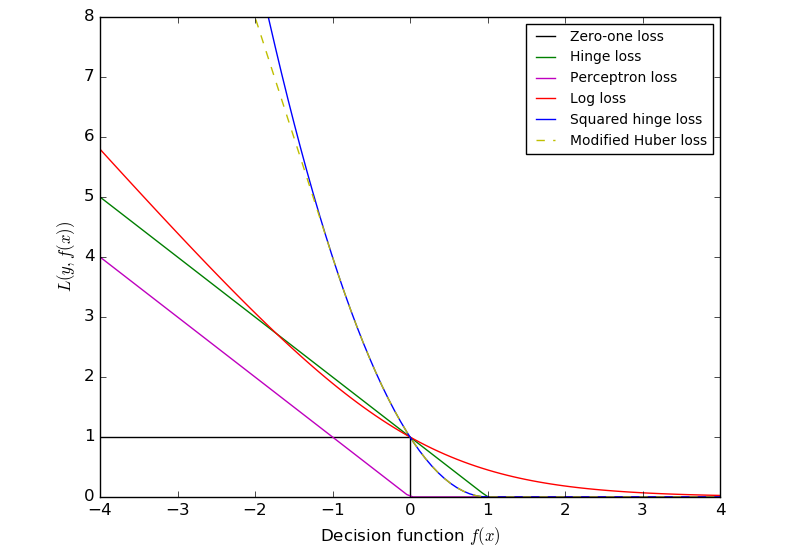 8
7
6
5
4
3
2
1
0
−4
−3
−2
−1
0
1
2
3
4
L(y, f(x))
Decision function f(x)
Zero-one loss
Hinge loss
Perceptron loss
Log loss
Squared hinge loss
Modified Huber loss